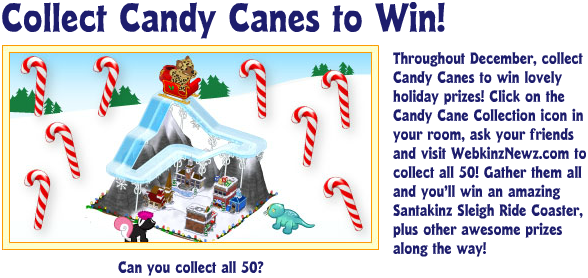 Collect Candy Canes to Win!
Throughout December, collect
Candy Canes to win lovely
holiday prizes! Click on the
Candy Cane Collection icon in
your room, ask your friends
and visit WebkinzNewz.com to
collect all 50! Gather them all
and you'll win an amazing
Santakinz Sleigh Ride Coaster,
plus other awesome prizes
along the way!
Can you collect all 50?